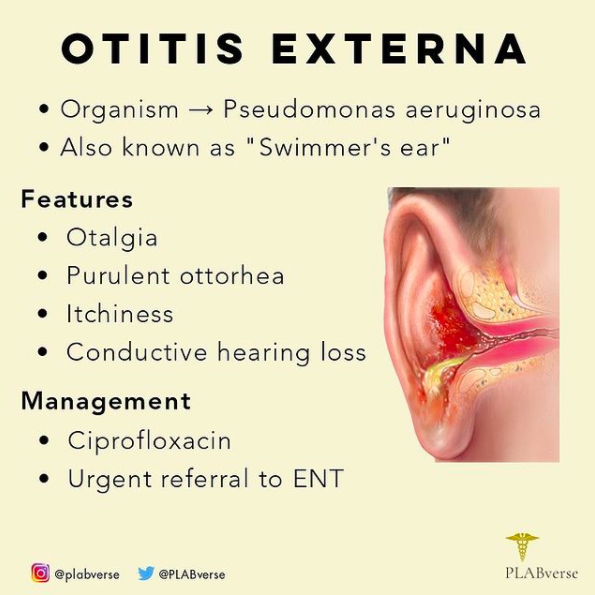 OTITIS EXTERNA
• Organism → Pseudomonas aeruginosa
• Also known as "Swimmer's ear"
Features
• Otalgia
• Purulent ottorhea
• Itchiness
• Conductive hearing loss
Management
• Ciprofloxacin
• Urgent referral to ENT
@plabverse @PLABverse
PLABverse